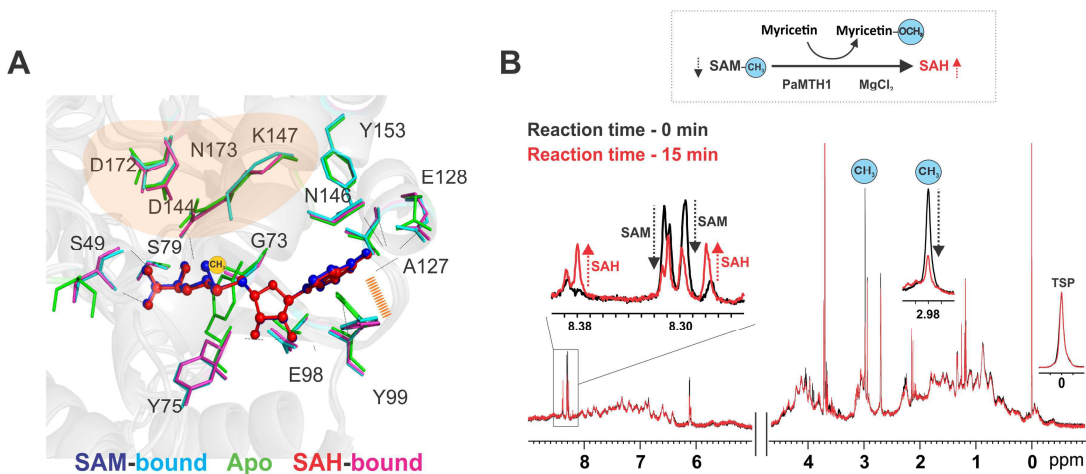 A
Y153
K147
N173
D172
E128
N146
D144
G73
S49
S79
A127
CH₃
E98
Y99
Y75
SAM-bound Apo SAH-bound
B
Myricetin Myricetin-OCH₃
SAM-CH₃ SAH
PaMTH1 MgCl₂
Reaction time - 0 min
Reaction time - 15 min
CH₃ CH₃
SAM SAM
SAH SAH
8.38 8.30
2.98
TSP
0
8 7 6 4 3 2 1 0 ppm